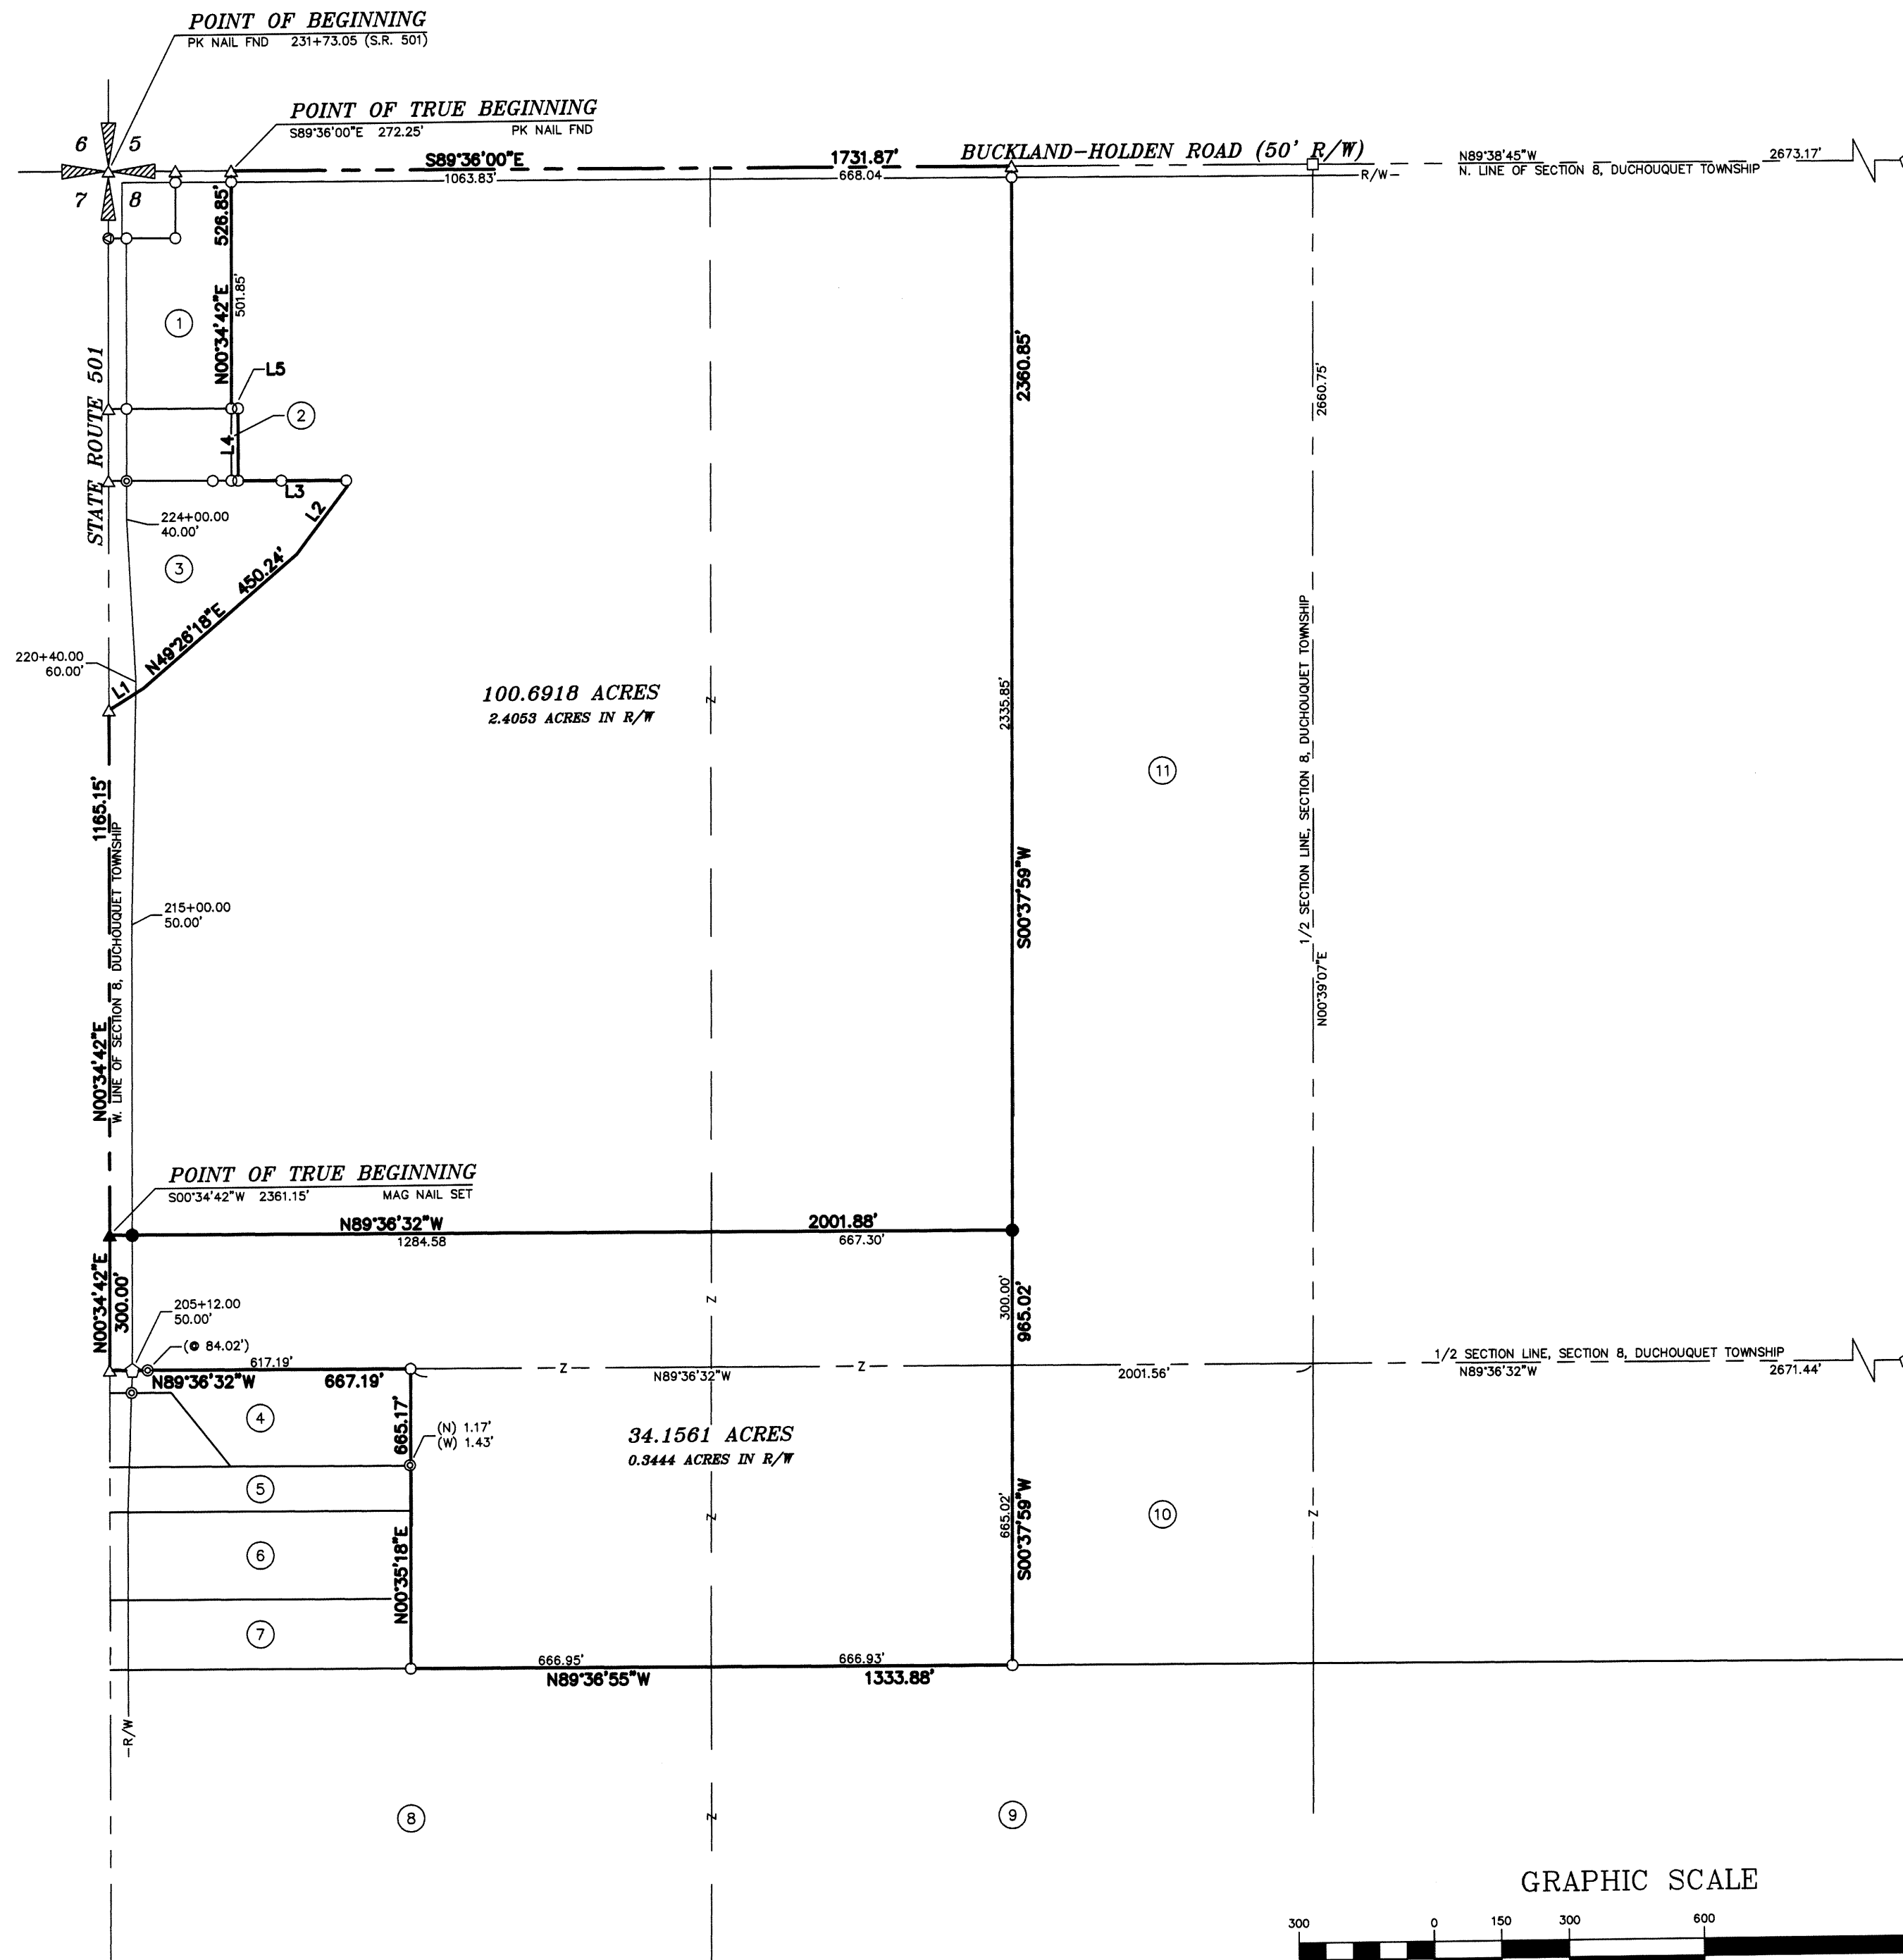 POINT OF BEGINNING
PK NAIL FND 231+73.05 (S.R. 501)
POINT OF TRUE BEGINNING
S89°36'00"E 272.25' PK NAIL FND
6 5
7 8
S89°36'00"E 1731.87'
BUCKLAND-HOLDEN ROAD (50' R/W)
1063.83' 668.04
R/W
N89°38'45"W 2673.17'
N. LINE OF SECTION 8, DUCHOUQUET TOWNSHIP
N00°34'42"E 526.85'
501.85'
1
L5
2
L4
L3
L2
STATE ROUTE 501
224+00.00
40.00'
3
N49°26'18"E 450.24'
220+40.00
60.00'
L1
2360.85'
S00°37'59"W
2335.85'
2660.75'
1/2 SECTION LINE, SECTION 8, DUCHOUQUET TOWNSHIP
N00°39'07"E
100.6918 ACRES
2.4053 ACRES IN R/W
Z
11
1165.15'
N00°34'42"E
W. LINE OF SECTION 8, DUCHOUQUET TOWNSHIP
215+00.00
50.00'
POINT OF TRUE BEGINNING
S00°34'42"W 2361.15' MAG NAIL SET
N89°36'32"W 2001.88'
1284.58 667.30'
N00°34'42"E
300.00'
205+12.00
50.00'
(@ 84.02')
Z
300.00'
965.02'
617.19'
N89°36'32"W 667.19'
Z Z
N89°36'32"W
2001.56'
1/2 SECTION LINE, SECTION 8, DUCHOUQUET TOWNSHIP
N89°36'32"W 2671.44'
4
665.17'
(N) 1.17'
(W) 1.43'
34.1561 ACRES
0.3444 ACRES IN R/W
5
Z
665.02'
S00°37'59"W
10
Z
6
N00°35'18"E
7
666.95' 666.93'
N89°36'55"W 1333.88'
R/W
8
Z
9
GRAPHIC SCALE
300 0 150 300 600